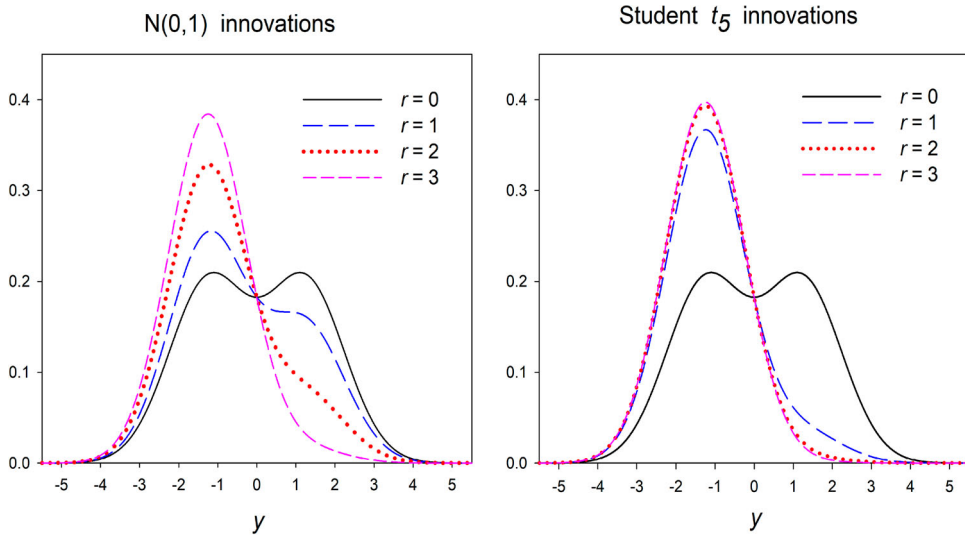 N(0,1) innovations
0.4
0.3
0.2
0.1
0.0
r = 0
r = 1
r = 2
r = 3
-5 -4 -3 -2 -1 0 1 2 3 4 5
y
Student t5 innovations
0.4
0.3
0.2
0.1
0.0
r = 0
r = 1
r = 2
r = 3
-5 -4 -3 -2 -1 0 1 2 3 4 5
y